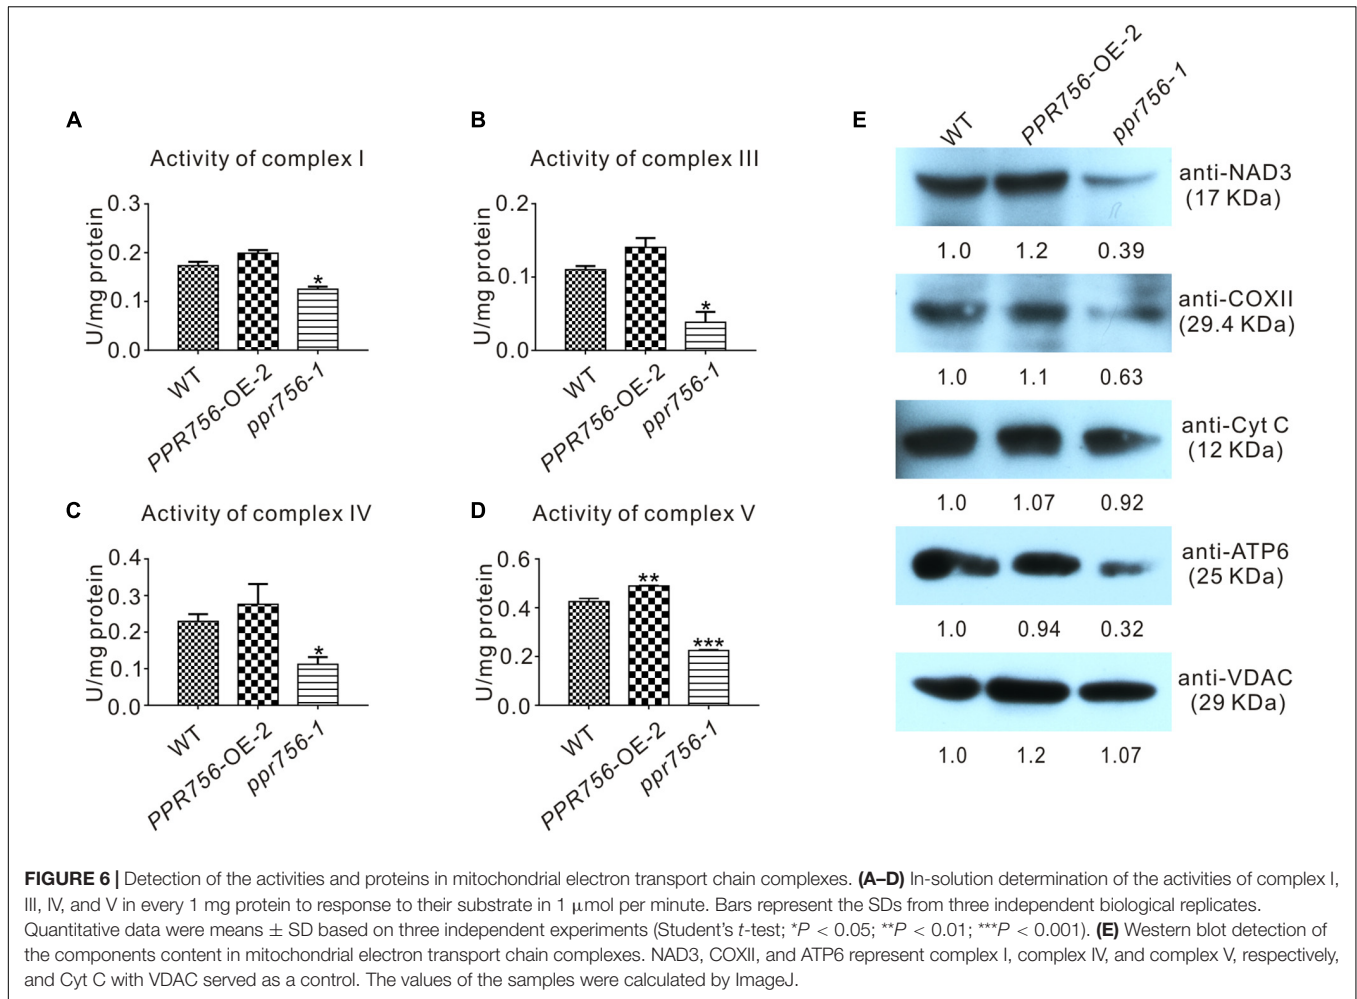 A
Activity of complex I
U/mg protein
0.3
0.2
0.1
0.0
*
WT
PPR756-OE-2
ppr756-1
B
Activity of complex III
U/mg protein
0.2
0.1
0.0
*
WT
PPR756-OE-2
ppr756-1
C
Activity of complex IV
U/mg protein
0.4
0.3
0.2
0.1
0.0
*
WT
PPR756-OE-2
ppr756-1
D
Activity of complex V
U/mg protein
0.6
0.4
0.2
0.0
**
***
WT
PPR756-OE-2
ppr756-1
E
WT
PPR756-OE-2
ppr756-1
anti-NAD3
(17 KDa)
1.0 1.2 0.39
anti-COXII
(29.4 KDa)
1.0 1.1 0.63
anti-Cyt C
(12 KDa)
1.0 1.07 0.92
anti-ATP6
(25 KDa)
1.0 0.94 0.32
anti-VDAC
(29 KDa)
1.0 1.2 1.07
FIGURE 6 | Detection of the activities and proteins in mitochondrial electron transport chain complexes. (A–D) In-solution determination of the activities of complex I,
III, IV, and V in every 1 mg protein to response to their substrate in 1 μmol per minute. Bars represent the SDs from three independent biological replicates.
Quantitative data were means ± SD based on three independent experiments (Student's t-test; *P < 0.05; **P < 0.01; ***P < 0.001). (E) Western blot detection of
the components content in mitochondrial electron transport chain complexes. NAD3, COXII, and ATP6 represent complex I, complex IV, and complex V, respectively,
and Cyt C with VDAC served as a control. The values of the samples were calculated by ImageJ.